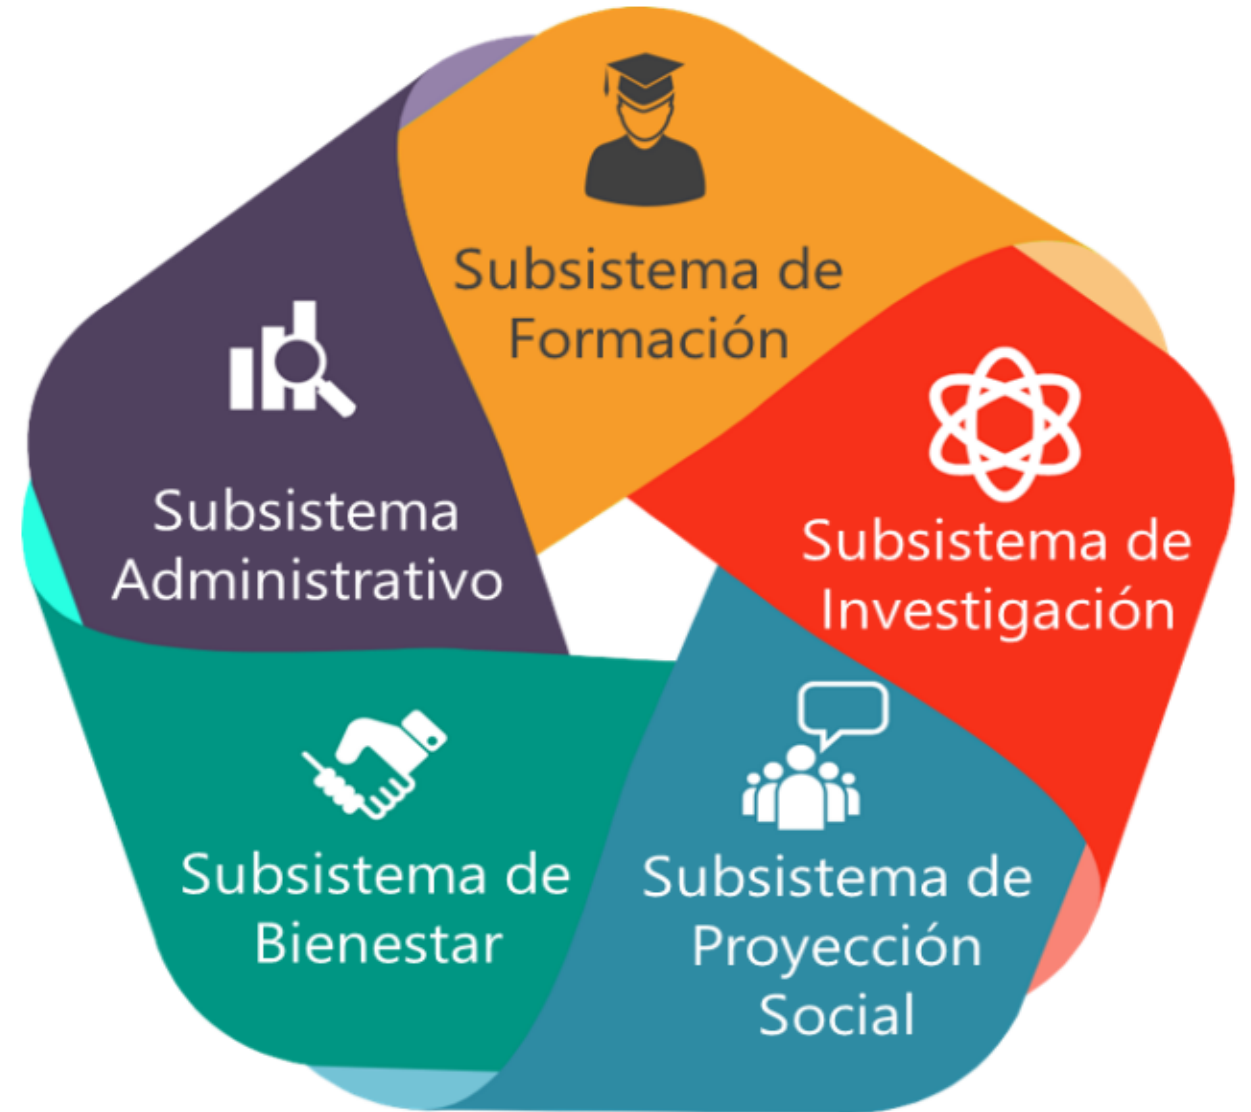 Subsistema de
Formación
Subsistema de
Investigación
Subsistema de
Proyección
Social
Subsistema de
Bienestar
Subsistema
Administrativo